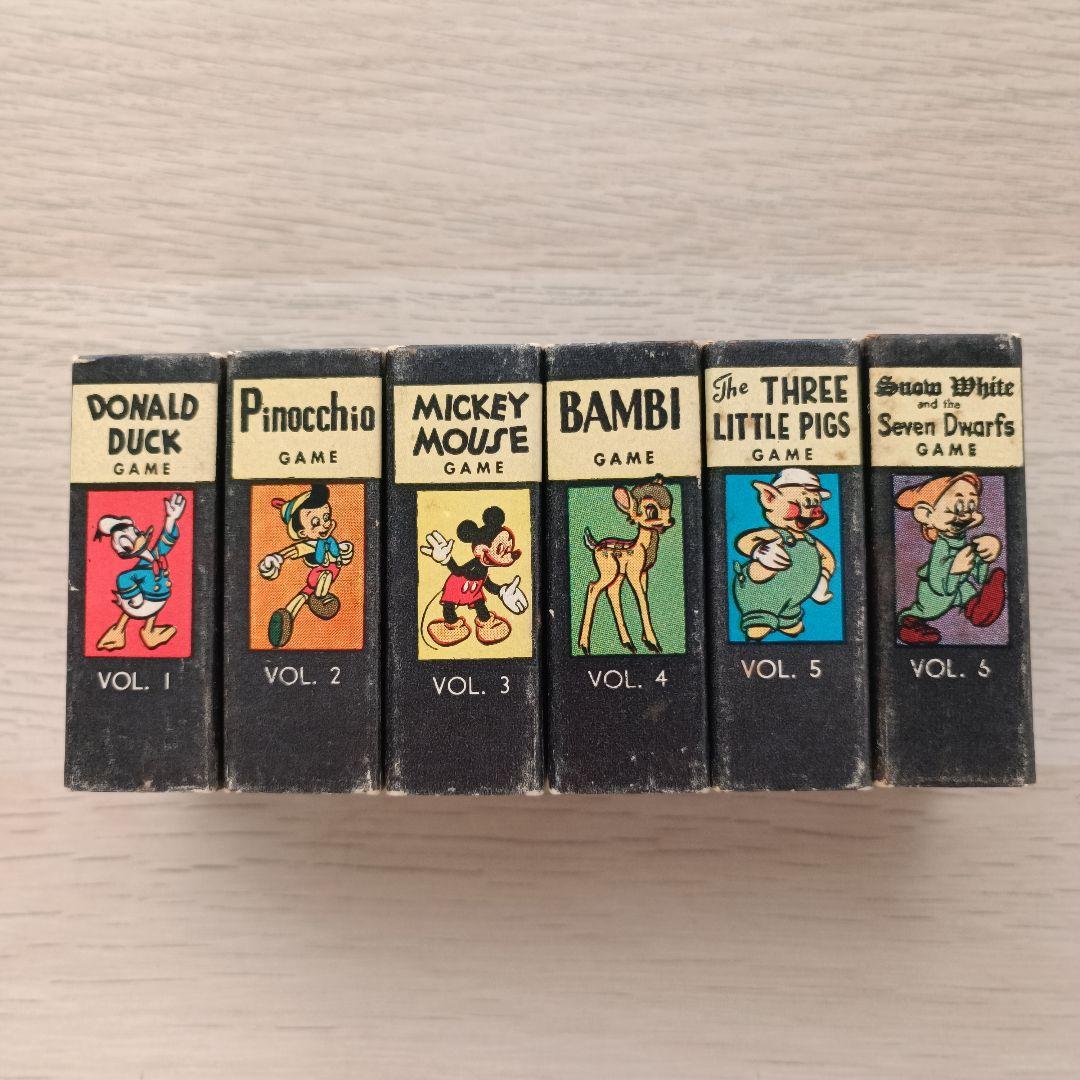 DONALD
DUCK
GAME
VOL. 1
Pinocchio
GAME
VOL. 2
MICKEY
MOUSE
GAME
VOL. 3
BAMBI
GAME
VOL. 4
The THREE
LITTLE PIGS
GAME
VOL. 5
Snow White
and the
Seven Dwarfs
GAME
VOL. 6